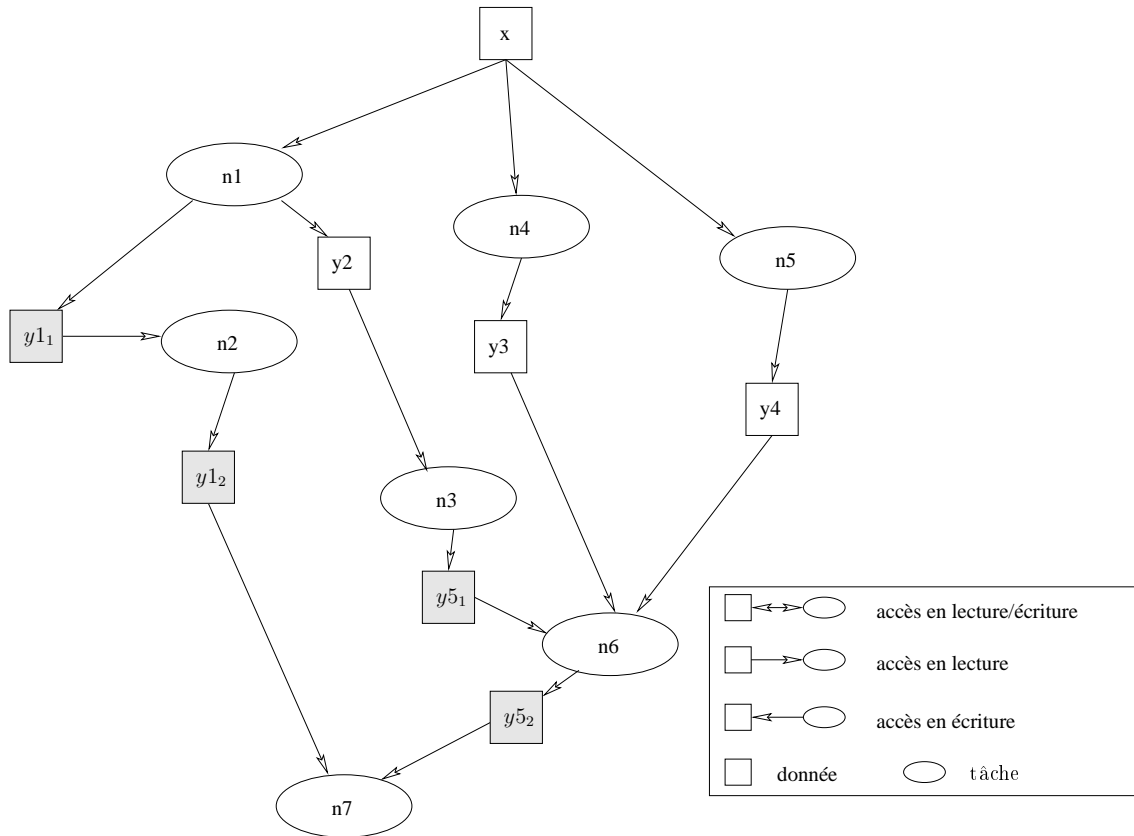 x
n1
n4
n5
y2
y1₁
n2
y3
y4
y1₂
n3
y5₁
n6
y5₂
n7
accès en lecture/écriture
accès en lecture
accès en écriture
donnée
tâche